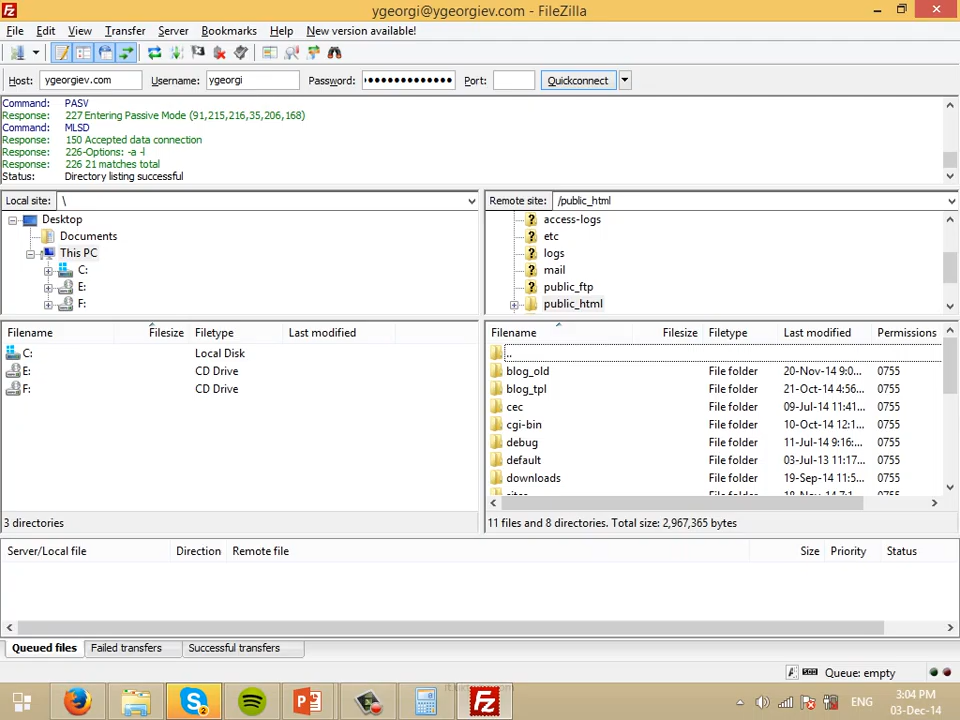 ygeorgi@ygeorgiev.com - FileZilla
File Edit View Transfer Server Bookmarks Help New version available!
Host: ygeorgiev.com Username: ygeorgi Password: •••••••••••••• Port: Quickconnect
Command: PASV
Response: 227 Entering Passive Mode (91,215,216,35,206,168)
Command: MLSD
Response: 150 Accepted data connection
Response: 226-Options: -a -l
Response: 226 21 matches total
Status: Directory listing successful
Local site: \
Desktop
Documents
This PC
C:
E:
F:
Remote site: /public_html
access-logs
etc
logs
mail
public_ftp
public_html
Filename Filesize Filetype Last modified
C: Local Disk
E: CD Drive
F: CD Drive
3 directories
Filename Filesize Filetype Last modified Permissions
..
blog_old File folder 20-Nov-14 9:0... 0755
blog_tpl File folder 21-Oct-14 4:56... 0755
cec File folder 09-Jul-14 11:41... 0755
cgi-bin File folder 10-Oct-14 12:1... 0755
debug File folder 11-Jul-14 9:16:... 0755
default File folder 03-Jul-13 11:17... 0755
downloads File folder 19-Sep-14 11:5... 0755
11 files and 8 directories. Total size: 2,967,365 bytes
Server/Local file Direction Remote file Size Priority Status
Queued files Failed transfers Successful transfers
Queue: empty
ENG
3:04 PM
03-Dec-14